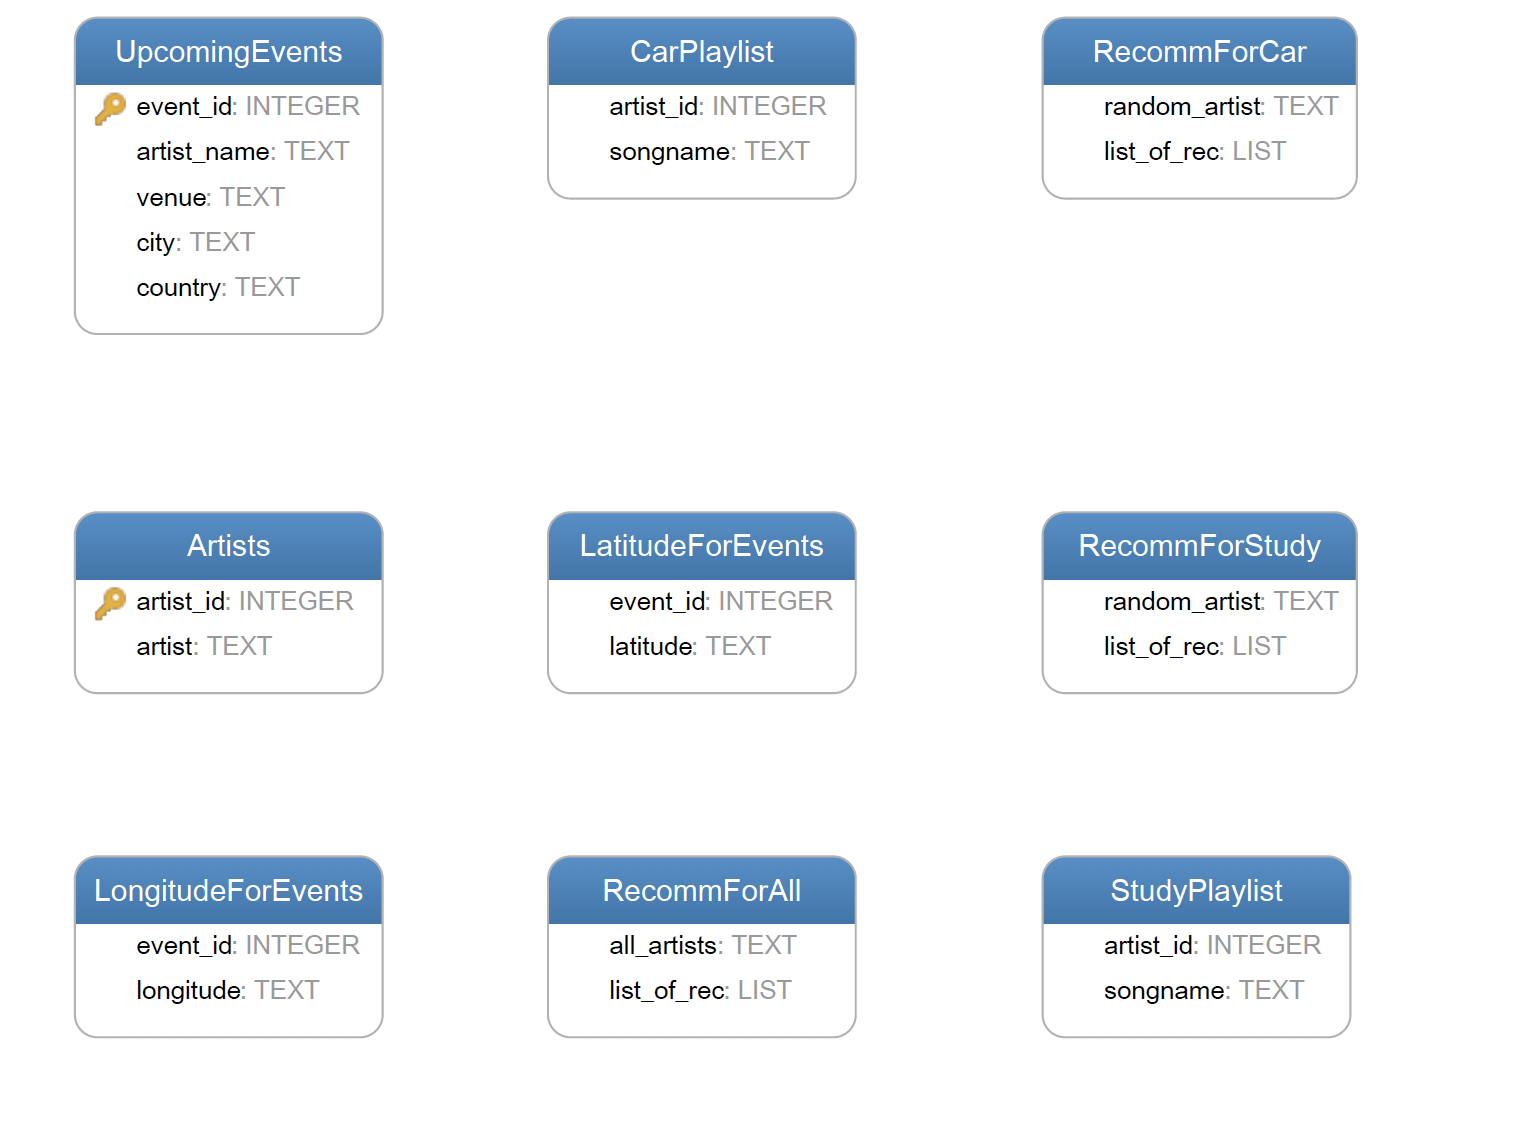 UpcomingEvents
event_id: INTEGER
artist_name: TEXT
venue: TEXT
city: TEXT
country: TEXT
CarPlaylist
artist_id: INTEGER
songname: TEXT
RecommForCar
random_artist: TEXT
list_of_rec: LIST
Artists
artist_id: INTEGER
artist: TEXT
LatitudeForEvents
event_id: INTEGER
latitude: TEXT
RecommForStudy
random_artist: TEXT
list_of_rec: LIST
LongitudeForEvents
event_id: INTEGER
longitude: TEXT
RecommForAll
all_artists: TEXT
list_of_rec: LIST
StudyPlaylist
artist_id: INTEGER
songname: TEXT